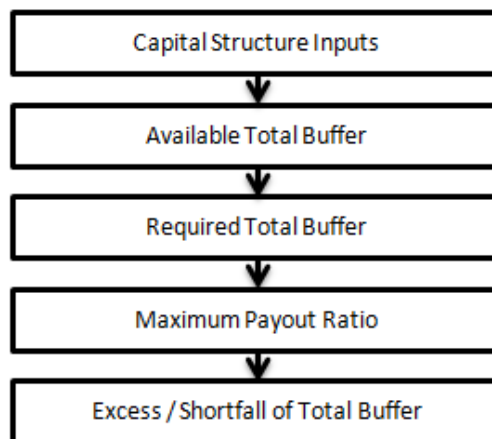 Capital Structure Inputs
Available Total Buffer
Required Total Buffer
Maximum Payout Ratio
Excess / Shortfall of Total Buffer